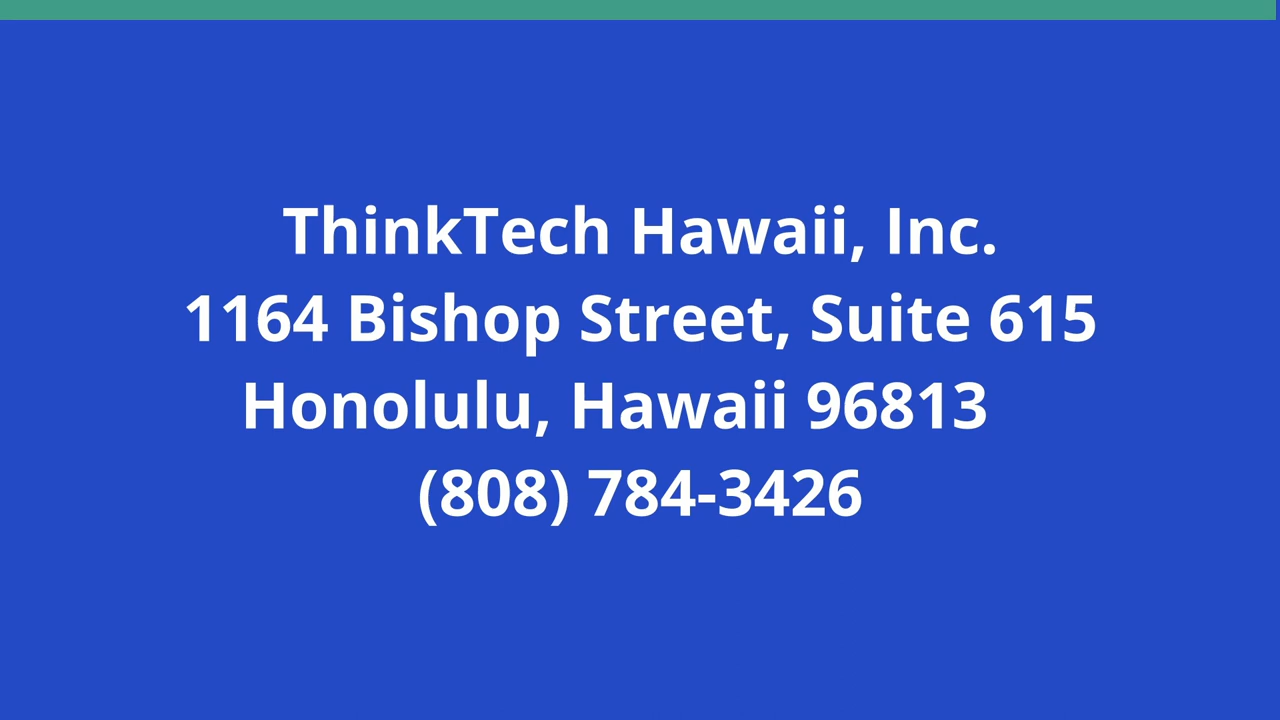 ThinkTech Hawaii, Inc.
1164 Bishop Street, Suite 615
Honolulu, Hawaii 96813
(808) 784-3426